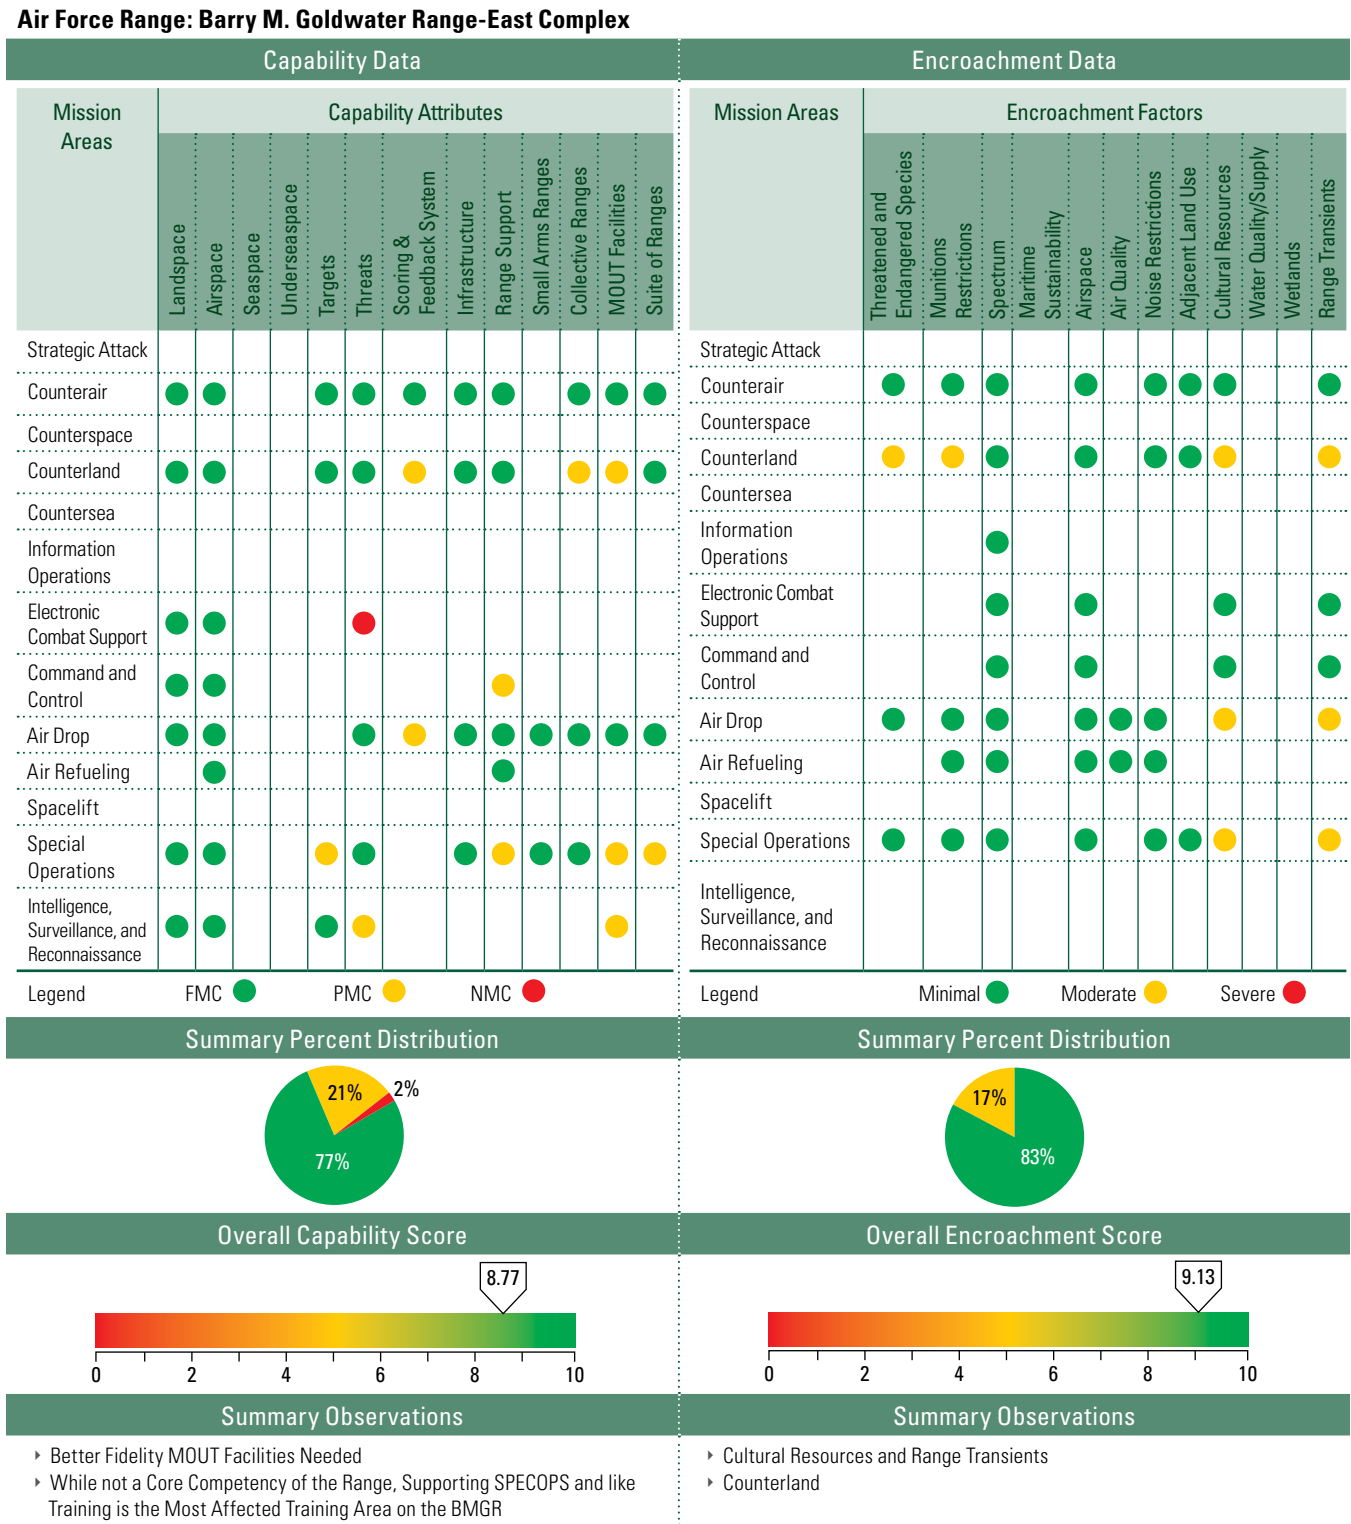 Air Force Range: Barry M. Goldwater Range-East Complex
Capability Data
Mission
Areas
Capability Attributes
Landspace
Airspace
Seaspace
Underseaspace
Targets
Threats
Scoring &
Feedback System
Infrastructure
Range Support
Small Arms Ranges
Collective Ranges
MOUT Facilities
Suite of Ranges
Strategic Attack
Counterair
Counterspace
Counterland
Countersea
Information
Operations
Electronic
Combat Support
Command and
Control
Air Drop
Air Refueling
Spacelift
Special
Operations
Intelligence,
Surveillance, and
Reconnaissance
Legend
FMC
PMC
NMC
Summary Percent Distribution
21%
2%
77%
Overall Capability Score
8.77
0
2
4
6
8
10
Summary Observations
Better Fidelity MOUT Facilities Needed
While not a Core Competency of the Range, Supporting SPECOPS and like
Training is the Most Affected Training Area on the BMGR
Encroachment Data
Mission Areas
Encroachment Factors
Threatened and
Endangered Species
Munitions
Restrictions
Spectrum
Maritime
Sustainability
Airspace
Air Quality
Noise Restrictions
Adjacent Land Use
Cultural Resources
Water Quality/Supply
Wetlands
Range Transients
Strategic Attack
Counterair
Counterspace
Counterland
Countersea
Information
Operations
Electronic Combat
Support
Command and
Control
Air Drop
Air Refueling
Spacelift
Special Operations
Intelligence,
Surveillance, and
Reconnaissance
Legend
Minimal
Moderate
Severe
Summary Percent Distribution
17%
83%
Overall Encroachment Score
9.13
0
2
4
6
8
10
Summary Observations
Cultural Resources and Range Transients
Counterland